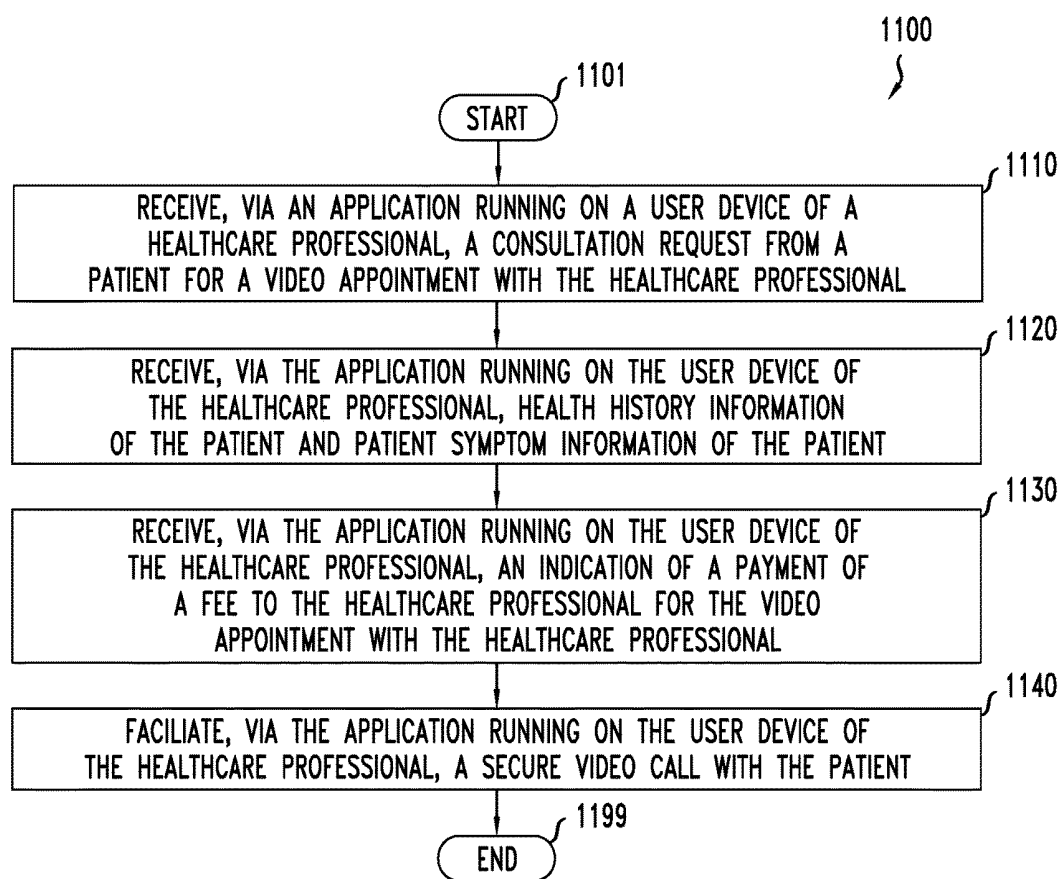 1100
1101
START
1110
RECEIVE, VIA AN APPLICATION RUNNING ON A USER DEVICE OF A
HEALTHCARE PROFESSIONAL, A CONSULTATION REQUEST FROM A
PATIENT FOR A VIDEO APPOINTMENT WITH THE HEALTHCARE PROFESSIONAL
1120
RECEIVE, VIA THE APPLICATION RUNNING ON THE USER DEVICE OF
THE HEALTHCARE PROFESSIONAL, HEALTH HISTORY INFORMATION
OF THE PATIENT AND PATIENT SYMPTOM INFORMATION OF THE PATIENT
1130
RECEIVE, VIA THE APPLICATION RUNNING ON THE USER DEVICE OF
THE HEALTHCARE PROFESSIONAL, AN INDICATION OF A PAYMENT OF
A FEE TO THE HEALTHCARE PROFESSIONAL FOR THE VIDEO
APPOINTMENT WITH THE HEALTHCARE PROFESSIONAL
1140
FACILIATE, VIA THE APPLICATION RUNNING ON THE USER DEVICE OF
THE HEALTHCARE PROFESSIONAL, A SECURE VIDEO CALL WITH THE PATIENT
1199
END